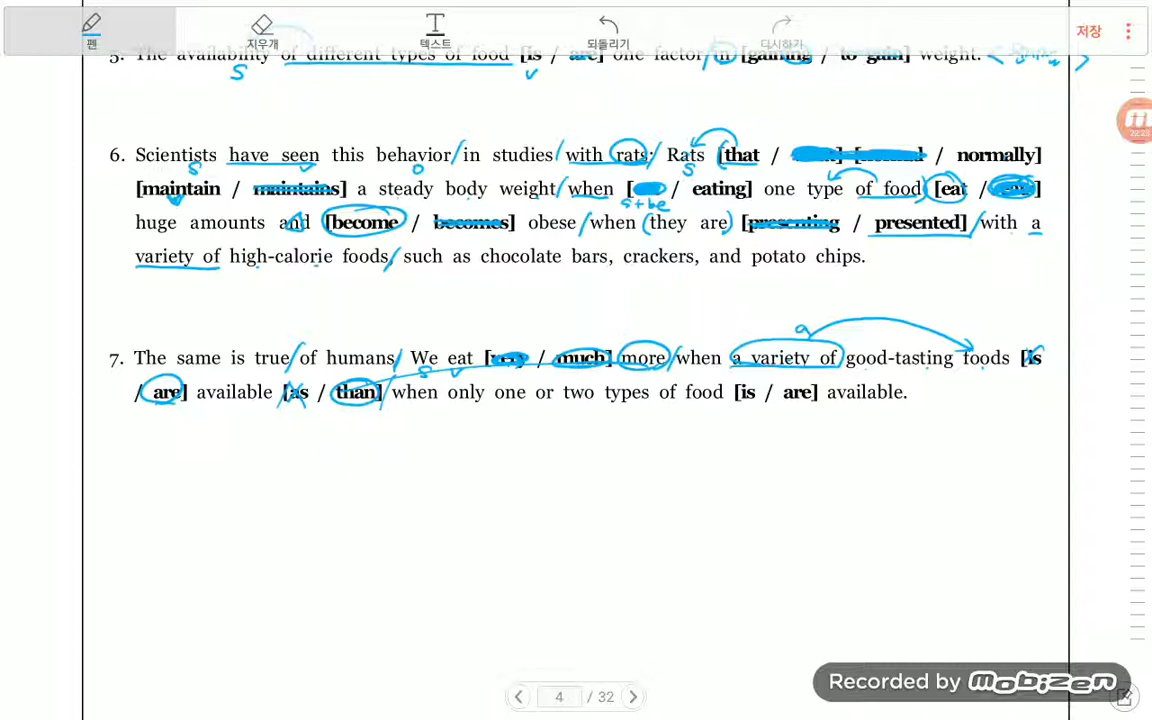 펜 지우개 텍스트 되돌리기 다시하기 저장
5. The availability of different types of food [is / are] one factor in [gaining / to gain] weight.
S v
6. Scientists have seen this behavior in studies with rats. Rats [that / / normally]
S v o S
[maintain / maintains] a steady body weight when [ / eating] one type of food [eat /
v s+be
huge amounts and [become / becomes] obese when (they are) [presenting / presented] with a
variety of high-calorie foods, such as chocolate bars, crackers, and potato chips.
7. The same is true of humans. We eat [very / much] more when a variety of good-tasting foods [is
S v
/ are] available [as / than] when only one or two types of food [is / are] available.
4 / 32
Recorded by mobizen
22:23